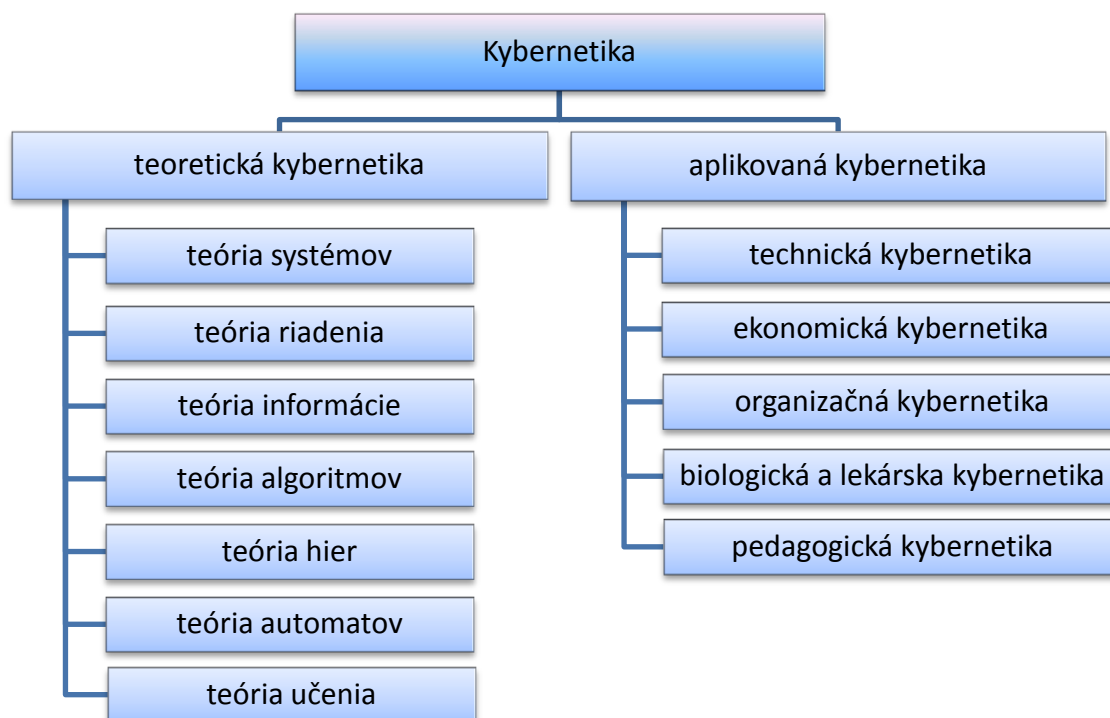 Kybernetika
teoretická kybernetika
teória systémov
teória riadenia
teória informácie
teória algoritmov
teória hier
teória automatov
teória učenia
aplikovaná kybernetika
technická kybernetika
ekonomická kybernetika
organizačná kybernetika
biologická a lekárska kybernetika
pedagogická kybernetika